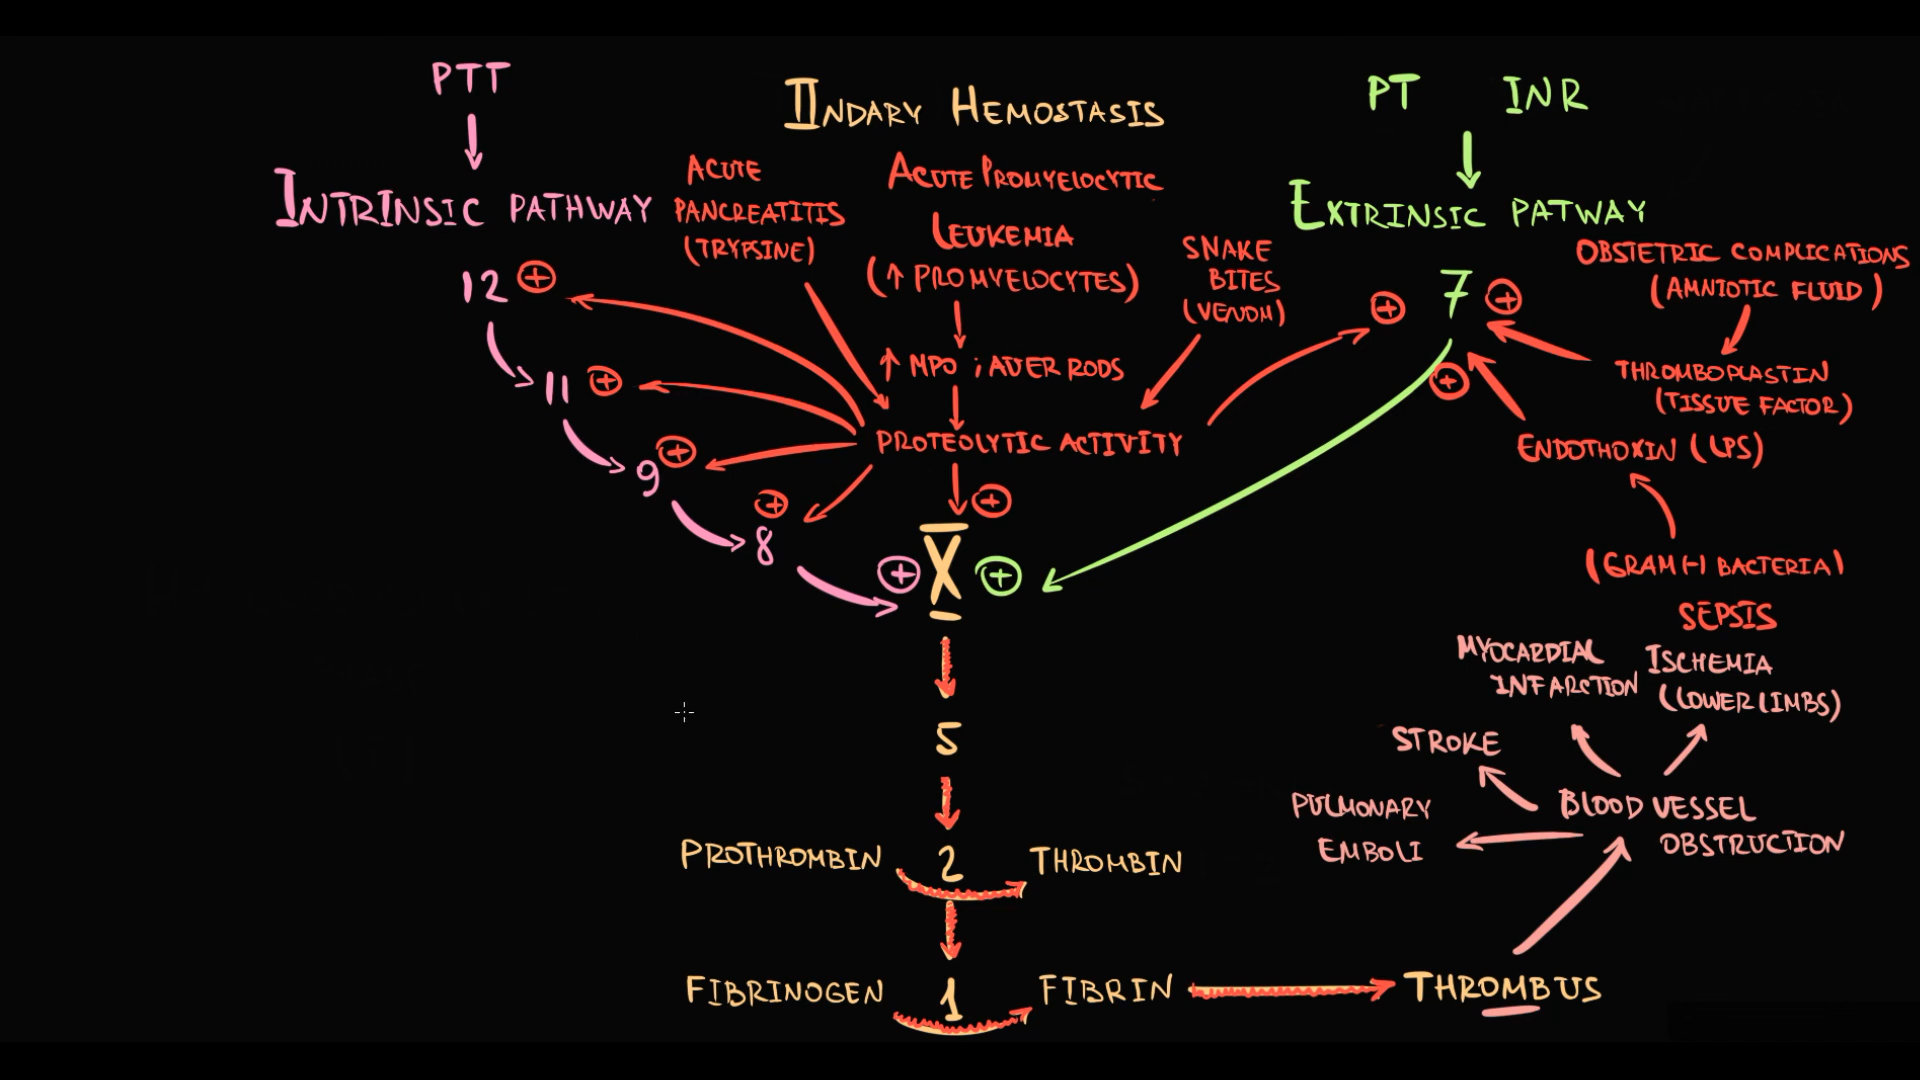 PTT
IINDARY HEMOSTASIS
PT INR
INTRINSIC PATHWAY
EXTRINSIC PATWAY
ACUTE
PANCREATITIS
(TRYPSINE)
ACUTE PROMYELOCYTIC
LEUKEMIA
(↑ PROMYELOCYTES)
SNAKE
BITES
(VENOM)
OBSTETRIC COMPLICATIONS
(AMNIOTIC FLUID)
12 +
+ 7 +
+
↑ MPO ; AUER RODS
THROMBOPLASTIN
(TISSUE FACTOR)
11 +
PROTEOLYTIC ACTIVITY
ENDOTHOXIN (LPS)
9 +
+
8
+
+ X +
(GRAM (-) BACTERIA)
SEPSIS
MYOCARDIAL
INFARCTION
ISCHEMIA
(LOWER LIMBS)
STROKE
5
PULMONARY
EMBOLI
BLOOD VESSEL
OBSTRUCTION
PROTHROMBIN 2 THROMBIN
FIBRINOGEN 1 FIBRIN THROMBUS